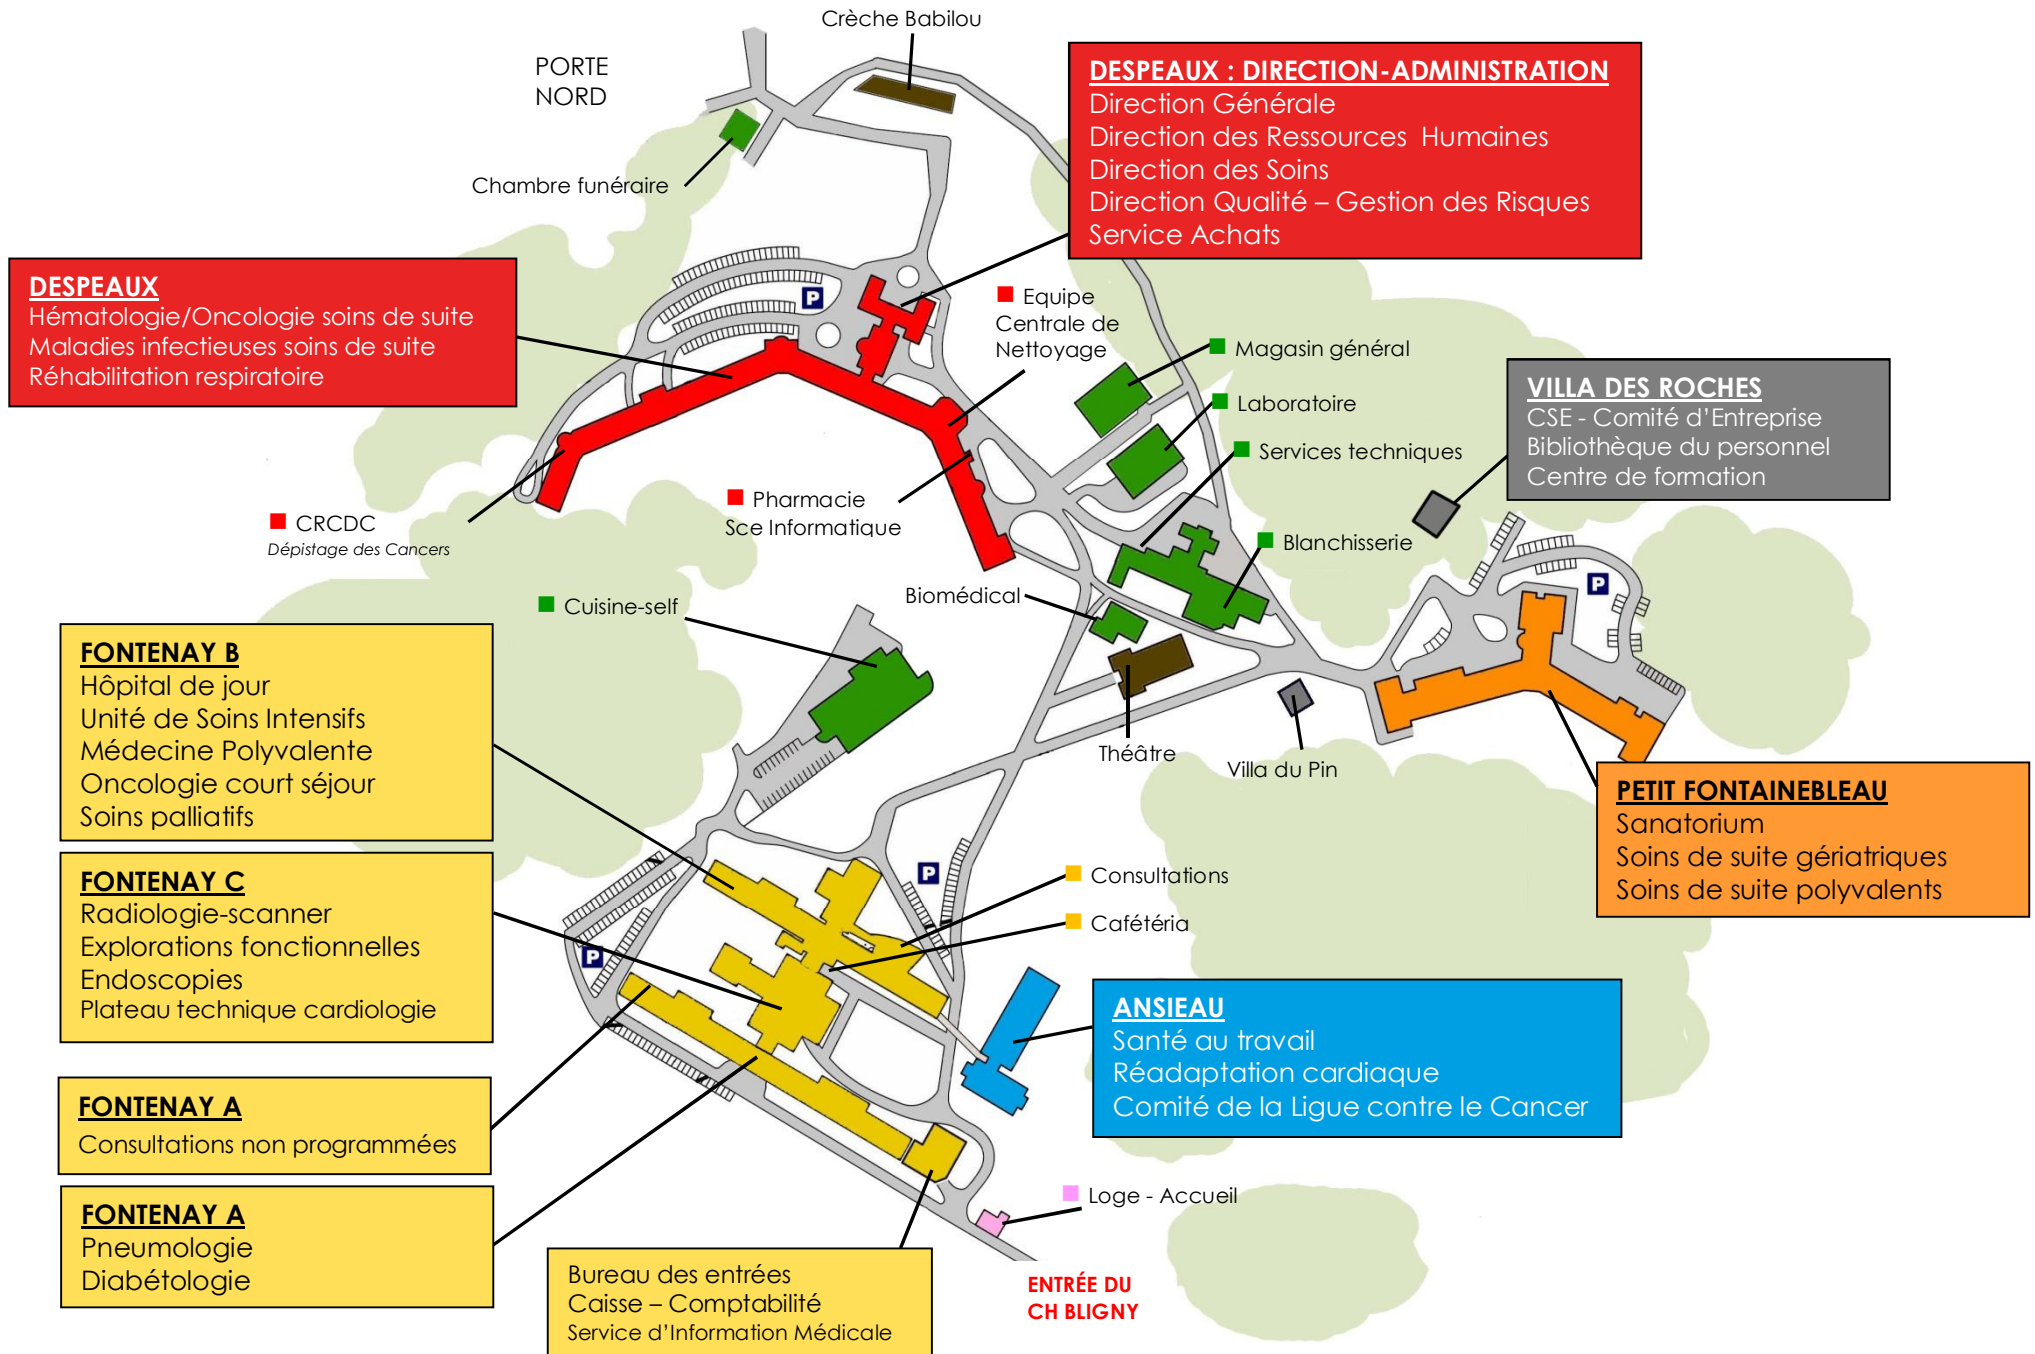 Crèche Babilou
PORTE
NORD
Chambre funéraire
DESPEAUX : DIRECTION-ADMINISTRATION
Direction Générale
Direction des Ressources Humaines
Direction des Soins
Direction Qualité – Gestion des Risques
Service Achats
DESPEAUX
Hématologie/Oncologie soins de suite
Maladies infectieuses soins de suite
Réhabilitation respiratoire
P
Equipe
Centrale de
Nettoyage
Magasin général
Laboratoire
Services techniques
VILLA DES ROCHES
CSE - Comité d'Entreprise
Bibliothèque du personnel
Centre de formation
Pharmacie
Sce Informatique
CRCDC
Dépistage des Cancers
Blanchisserie
Biomédical
Cuisine-self
P
Théâtre
Villa du Pin
FONTENAY B
Hôpital de jour
Unité de Soins Intensifs
Médecine Polyvalente
Oncologie court séjour
Soins palliatifs
PETIT FONTAINEBLEAU
Sanatorium
Soins de suite gériatriques
Soins de suite polyvalents
P
Consultations
Cafétéria
FONTENAY C
Radiologie-scanner
Explorations fonctionnelles
Endoscopies
Plateau technique cardiologie
P
ANSIEAU
Santé au travail
Réadaptation cardiaque
Comité de la Ligue contre le Cancer
FONTENAY A
Consultations non programmées
FONTENAY A
Pneumologie
Diabétologie
Loge - Accueil
Bureau des entrées
Caisse – Comptabilité
Service d'Information Médicale
ENTRÉE DU
CH BLIGNY